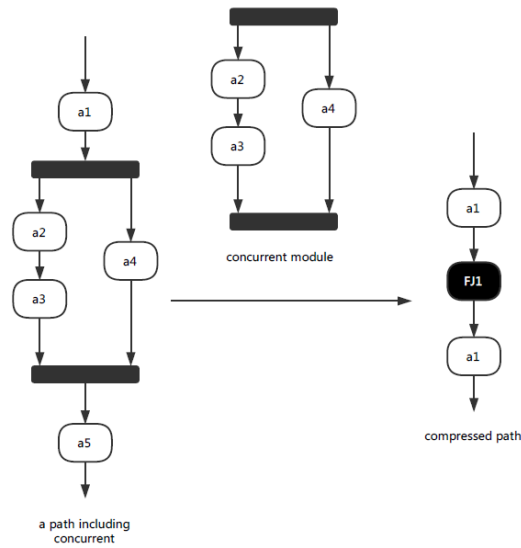 a1
a2
a3
a4
a5
a path including
concurrent
a2
a3
a4
concurrent module
a1
FJ1
a1
compressed path